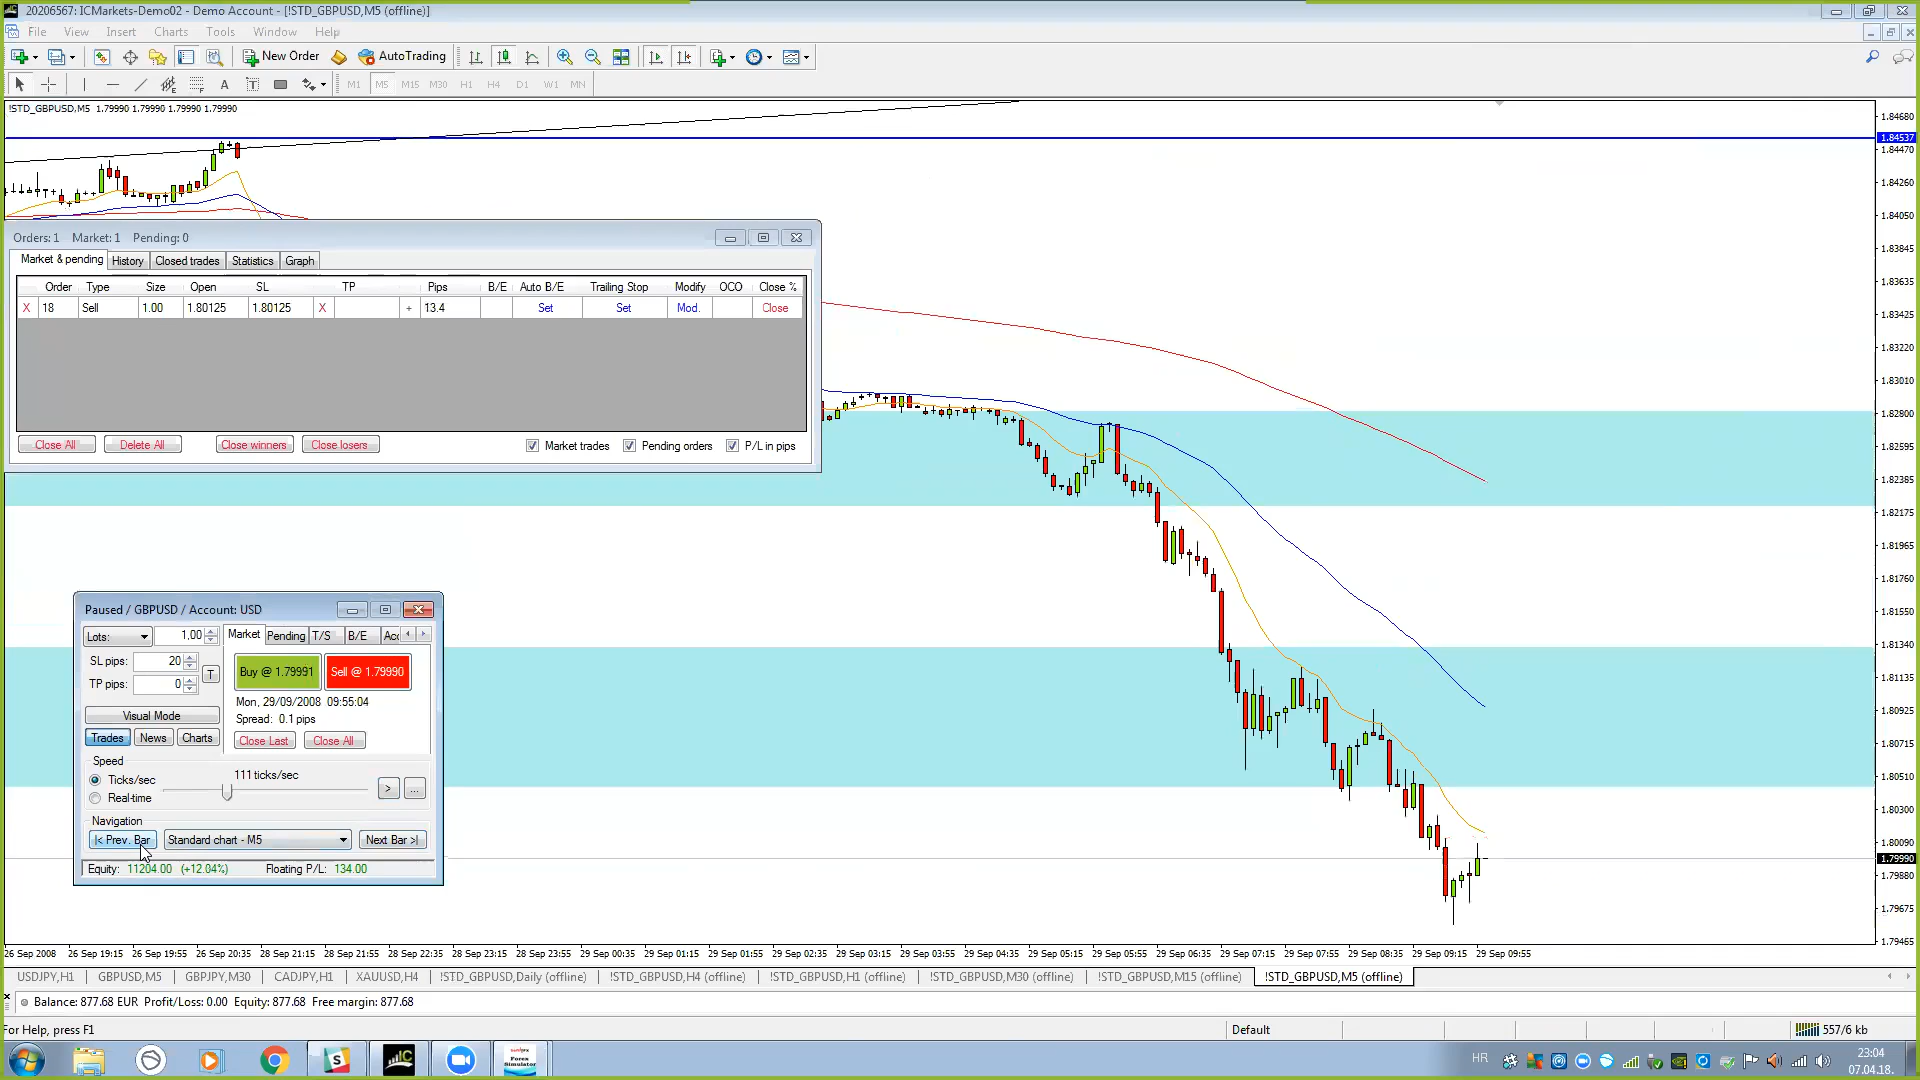 20206567: ICMarkets-Demo02 - Demo Account - [!STD_GBPUSD,M5 (offline)]
File View Insert Charts Tools Window Help
New Order AutoTrading
A T M1 M5 M15 M30 H1 H4 D1 W1 MN
!STD_GBPUSD,M5 1.79990 1.79990 1.79990 1.79990
1.84680
1.84537
1.84470
1.84260
1.84050
1.83845
1.83635
1.83425
1.83220
1.83010
1.82800
1.82595
1.82385
1.82175
1.81965
1.81760
1.81550
1.81340
1.81135
1.80925
1.80715
1.80510
1.80300
1.80090
1.79990
1.79880
1.79675
1.79465
Orders: 1 Market: 1 Pending: 0
Market & pending History Closed trades Statistics Graph
Order Type Size Open SL TP Pips B/E Auto B/E Trailing Stop Modify OCO Close %
X 18 Sell 1.00 1.80125 1.80125 X + 13.4 Set Set Mod. Close
Close All Delete All Close winners Close losers Market trades Pending orders P/L in pips
Paused / GBPUSD / Account: USD
Lots: 1.00 Market Pending T/S B/E Acc
SL pips: 20 T
TP pips: 0
Buy @ 1.79991 Sell @ 1.79990
Mon, 29/09/2008 09:55:04
Spread: 0.1 pips
Visual Mode
Trades News Charts Close Last Close All
Speed
Ticks/sec 111 ticks/sec
Real-time > ...
Navigation
|< Prev. Bar Standard chart - M5 Next Bar >|
Equity: 11204.00 (+12.04%) Floating P/L: 134.00
26 Sep 2008 26 Sep 19:15 26 Sep 19:55 26 Sep 20:35 28 Sep 21:15 28 Sep 21:55 28 Sep 22:35 28 Sep 23:15 28 Sep 23:55 29 Sep 00:35 29 Sep 01:15 29 Sep 01:55 29 Sep 02:35 29 Sep 03:15 29 Sep 03:55 29 Sep 04:35 29 Sep 05:15 29 Sep 05:55 29 Sep 06:35 29 Sep 07:15 29 Sep 07:55 29 Sep 08:35 29 Sep 09:15 29 Sep 09:55
USDJPY,H1 GBPUSD,M5 GBPJPY,M30 CADJPY,H1 XAUUSD,H4 !STD_GBPUSD,Daily (offline) !STD_GBPUSD,H4 (offline) !STD_GBPUSD,H1 (offline) !STD_GBPUSD,M30 (offline) !STD_GBPUSD,M15 (offline) !STD_GBPUSD,M5 (offline)
Balance: 877.68 EUR Profit/Loss: 0.00 Equity: 877.68 Free margin: 877.68
For Help, press F1 Default 557/6 kb
IC Forex Simulator HR 23:04
07.04.18.